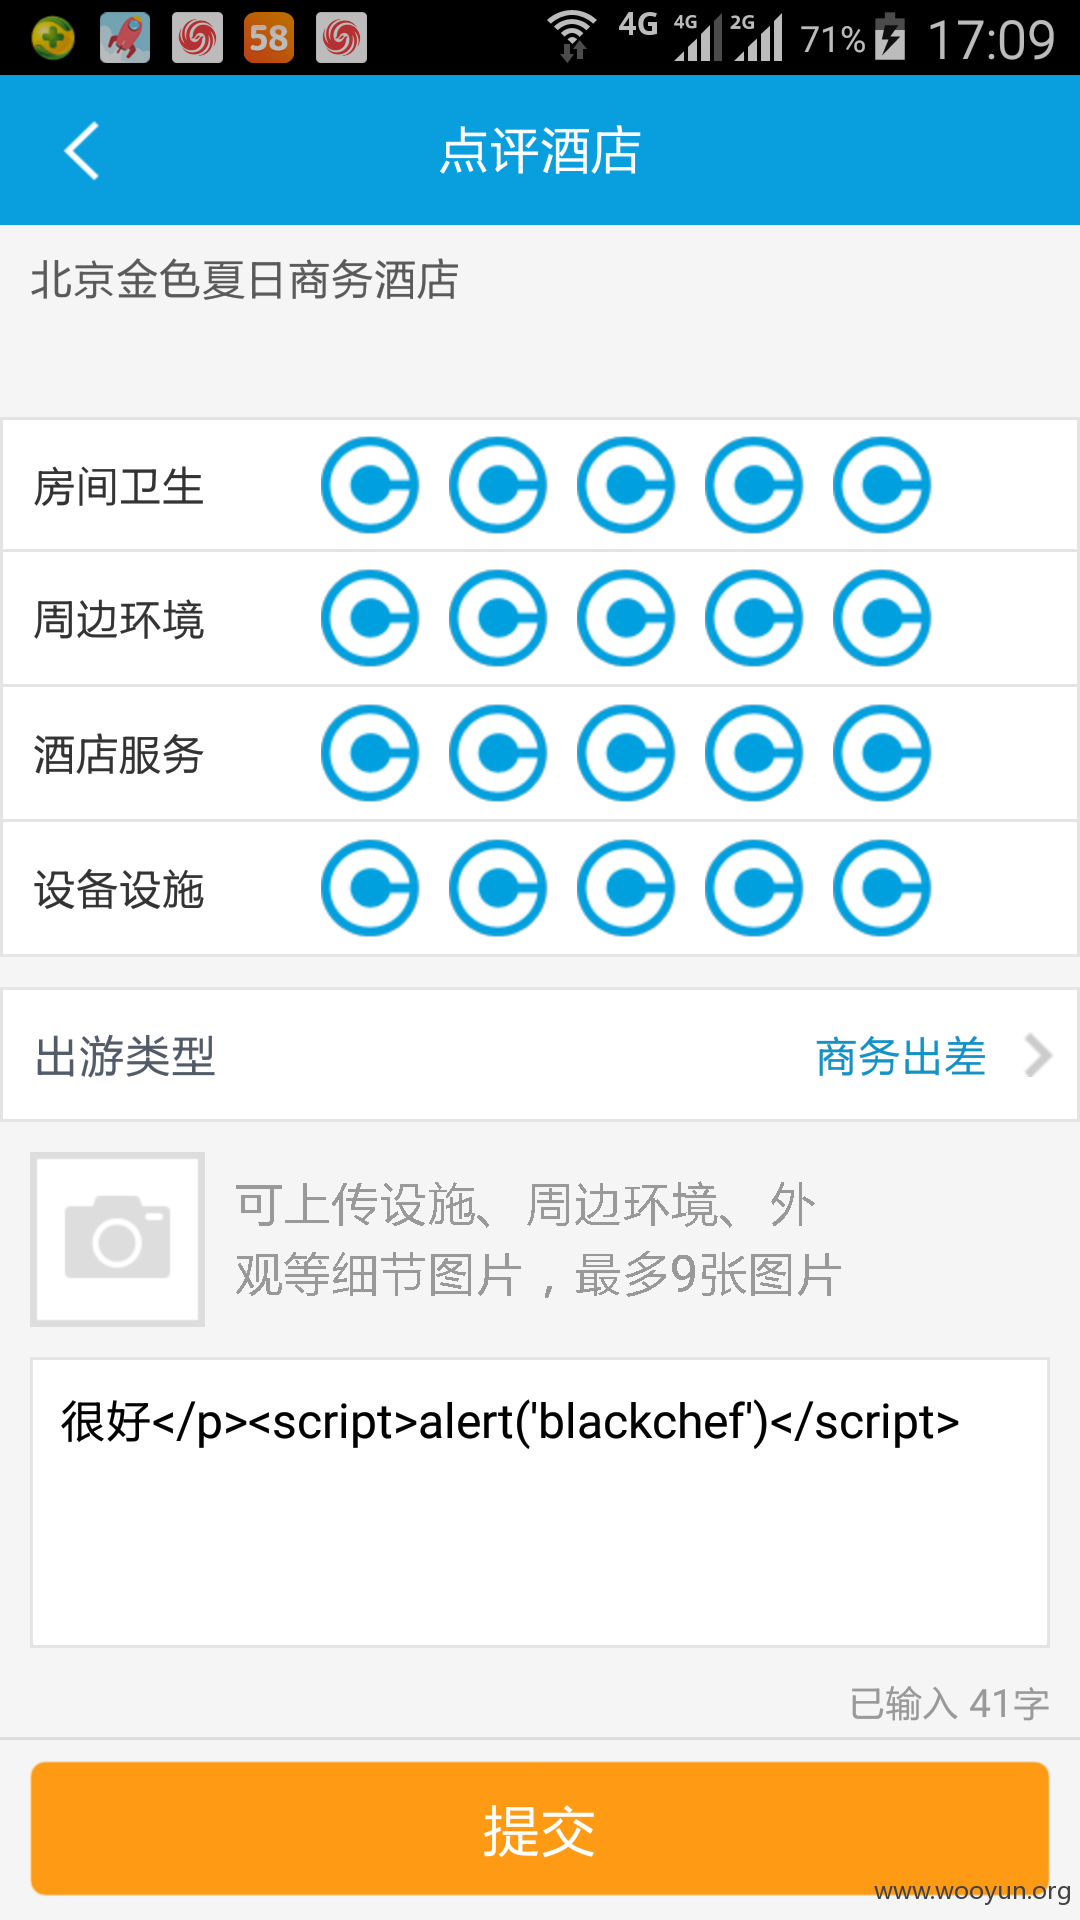 58 4G 4G 2G 71% 17:09
点评酒店
北京金色夏日商务酒店
房间卫生
周边环境
酒店服务
设备设施
出游类型 商务出差
可上传设施、周边环境、外
观等细节图片，最多9张图片
很好</p><script>alert('blackchef')</script>
已输入 41字
提交
www.wooyun.org